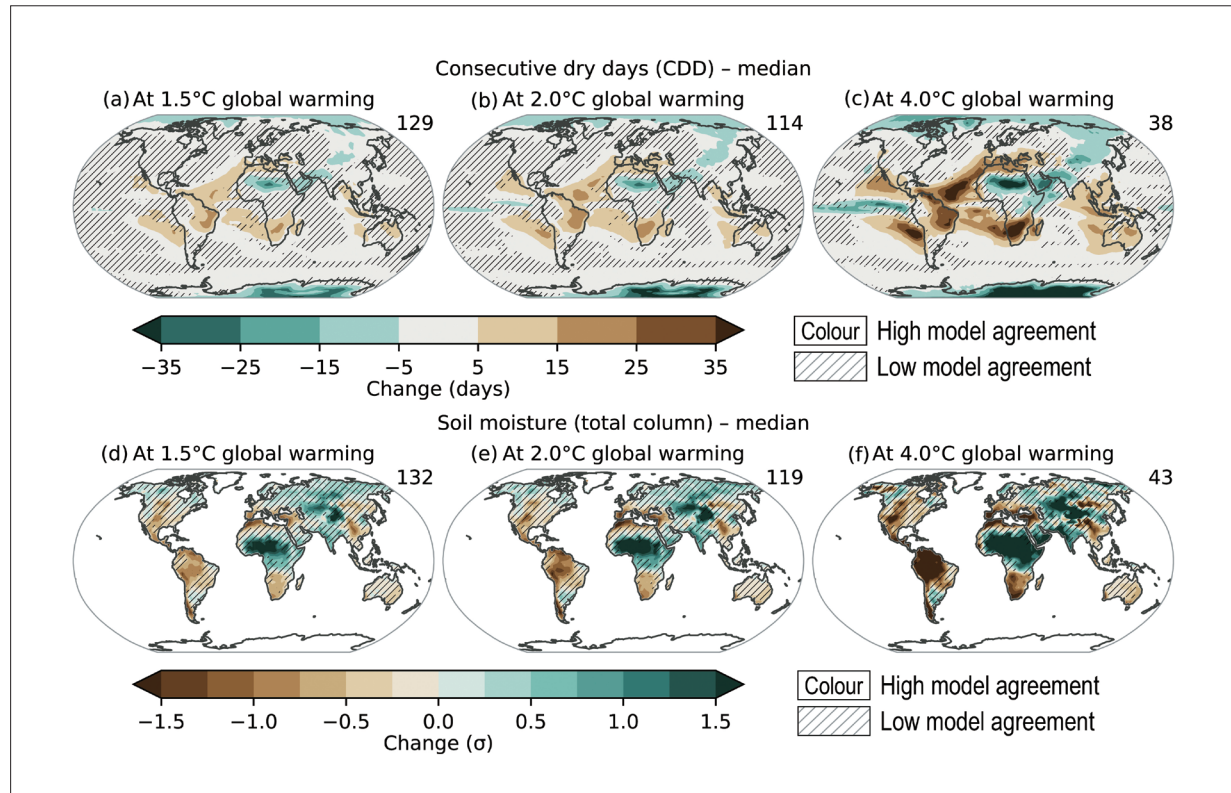 Consecutive dry days (CDD) – median
(a) At 1.5°C global warming
129
(b) At 2.0°C global warming
114
(c) At 4.0°C global warming
38
−35 −25 −15 −5 5 15 25 35
Change (days)
Colour High model agreement
Low model agreement
Soil moisture (total column) – median
(d) At 1.5°C global warming
132
(e) At 2.0°C global warming
119
(f) At 4.0°C global warming
43
−1.5 −1.0 −0.5 0.0 0.5 1.0 1.5
Change (σ)
Colour High model agreement
Low model agreement